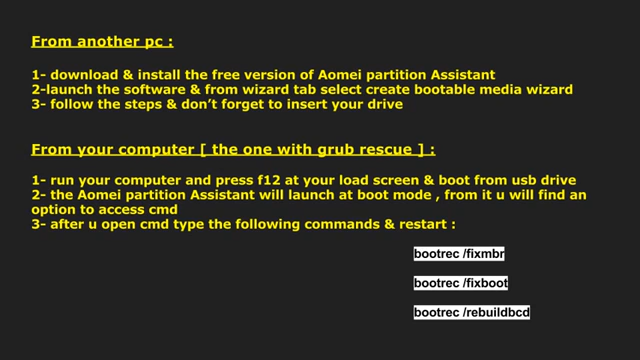 From another pc :
1- download & install the free version of Aomei partition Assistant
2-launch the software & from wizard tab select create bootable media wizard
3- follow the steps & don’t forget to insert your drive
From your computer [ the one with grub rescue ] :
1- run your computer and press f12 at your load screen & boot from usb drive
2- the Aomei partition Assistant will launch at boot mode , from it u will find an
option to access cmd
3- after u open cmd type the following commands & restart :
bootrec /fixmbr
bootrec /fixboot
bootrec /rebuildbcd